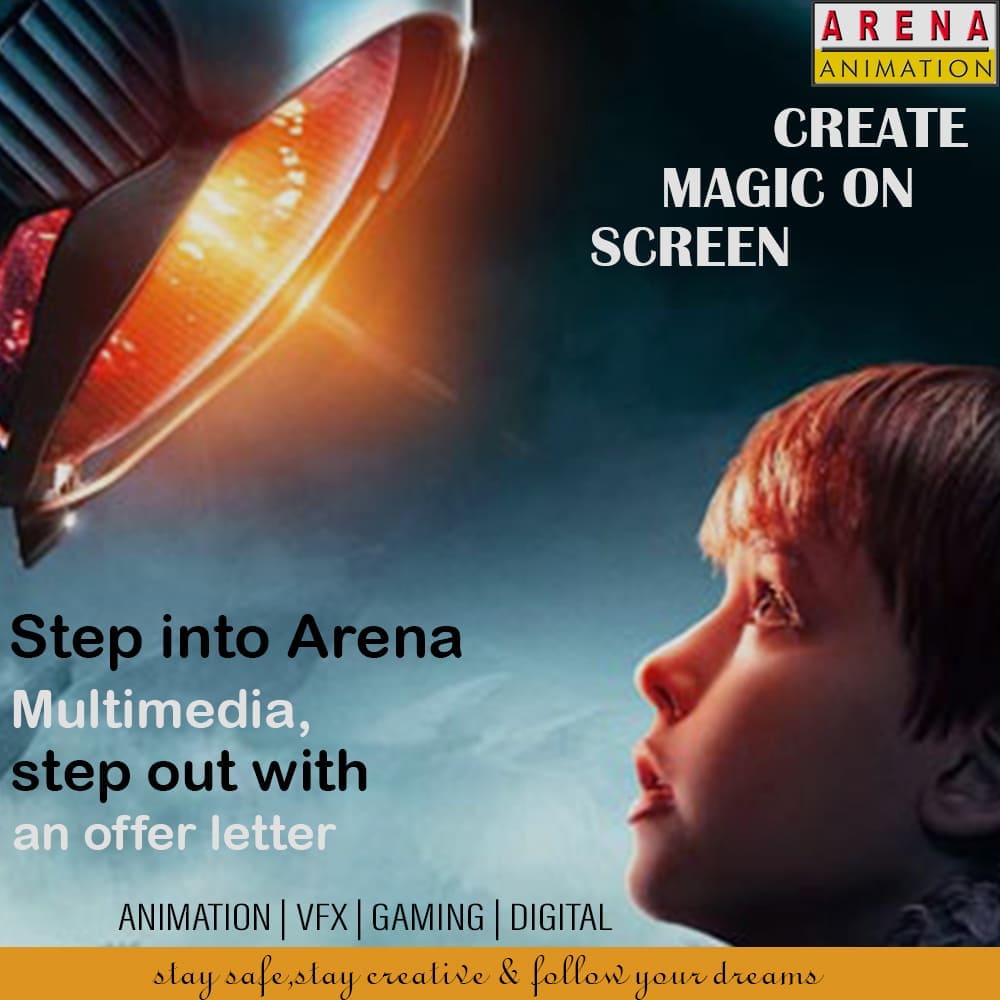 ARENA
ANIMATION
CREATE
MAGIC ON
SCREEN
Step into Arena
Multimedia,
step out with
an offer letter
ANIMATION | VFX | GAMING | DIGITAL
stay safe,stay creative & follow your dreams